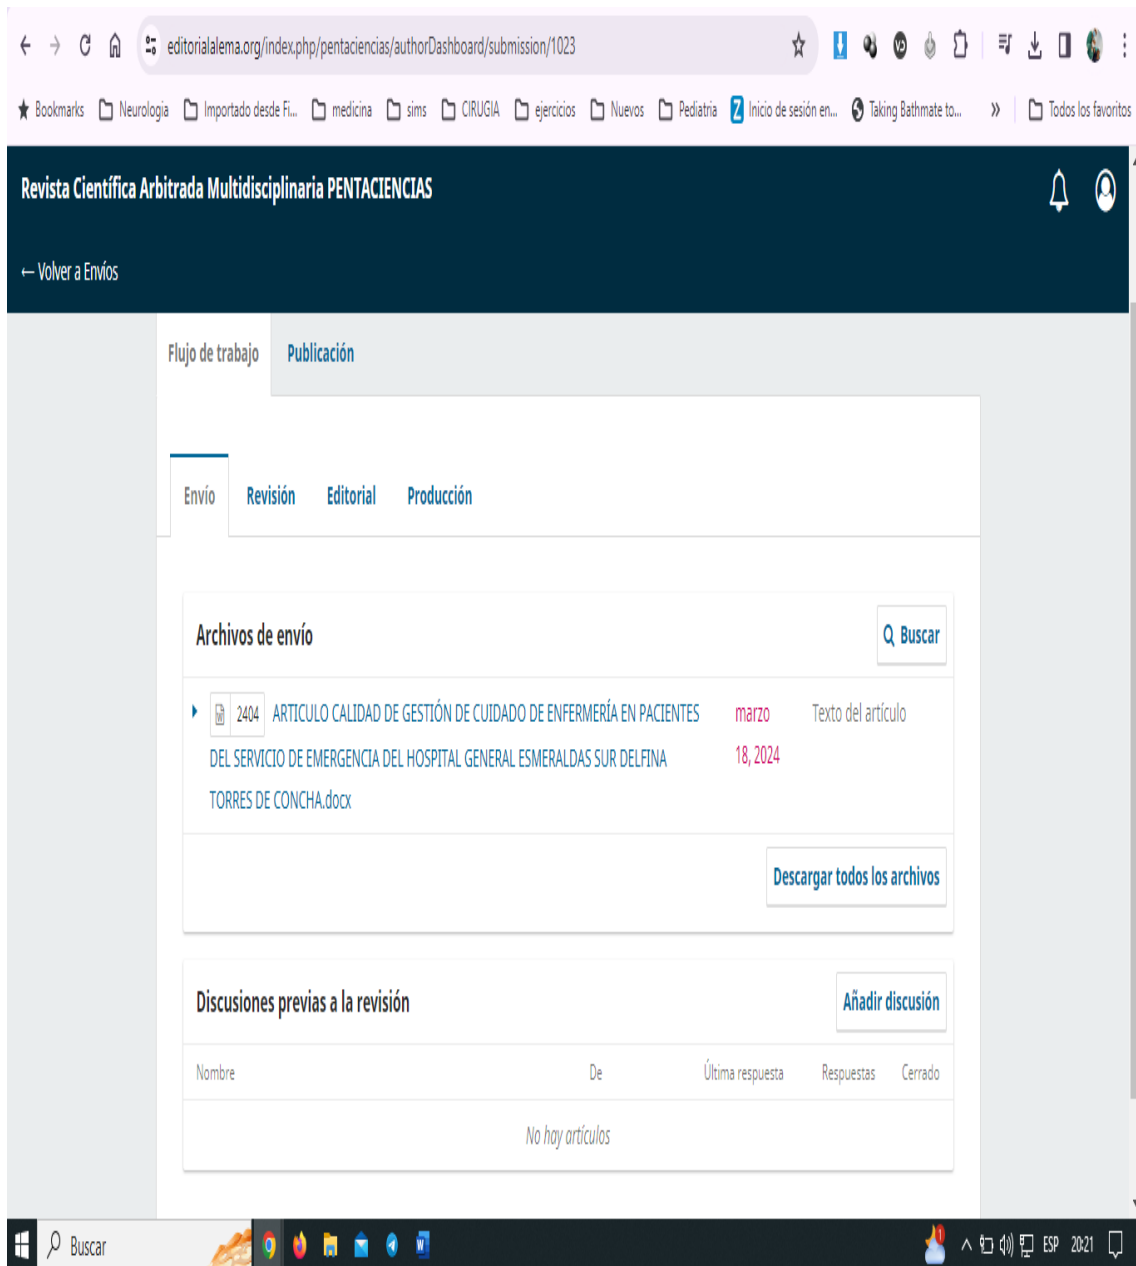 editorialalema.org/index.php/pentaciencias/authorDashboard/submission/1023
Bookmarks Neurologia Importado desde Fi... medicina sims CIRUGIA ejercicios Nuevos Pediatria Z Inicio de sesión en... Taking Bathmate to... » Todos los favoritos
Revista Científica Arbitrada Multidisciplinaria PENTACIENCIAS
← Volver a Envíos
Flujo de trabajo Publicación
Envío Revisión Editorial Producción
Archivos de envío Buscar
2404 ARTICULO CALIDAD DE GESTIÓN DE CUIDADO DE ENFERMERÍA EN PACIENTES marzo Texto del artículo
DEL SERVICIO DE EMERGENCIA DEL HOSPITAL GENERAL ESMERALDAS SUR DELFINA 18, 2024
TORRES DE CONCHA.docx
Descargar todos los archivos
Discusiones previas a la revisión Añadir discusión
Nombre De Última respuesta Respuestas Cerrado
No hay artículos
Buscar ESP 20:21